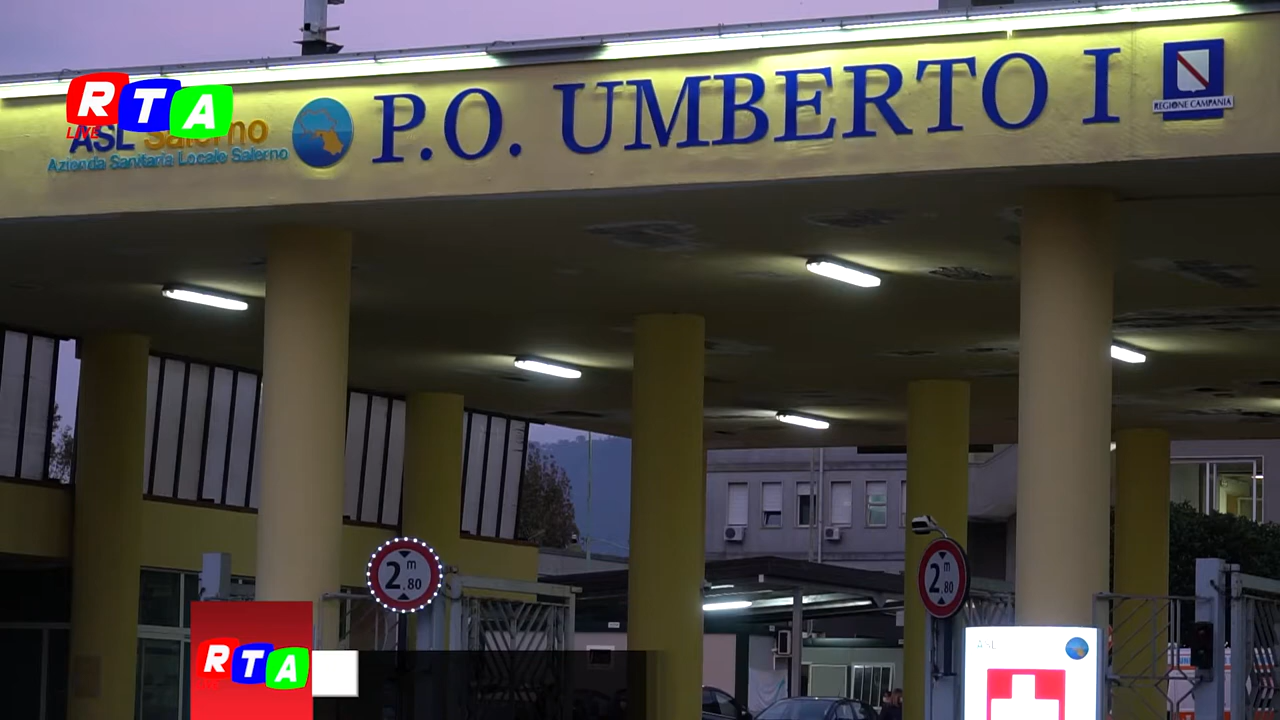 RTA
LIVE
ASL Salerno
Azienda Sanitaria Locale Salerno
P.O. UMBERTO I
REGIONE CAMPANIA
2 m .80
2 m .80
RTA
ASL